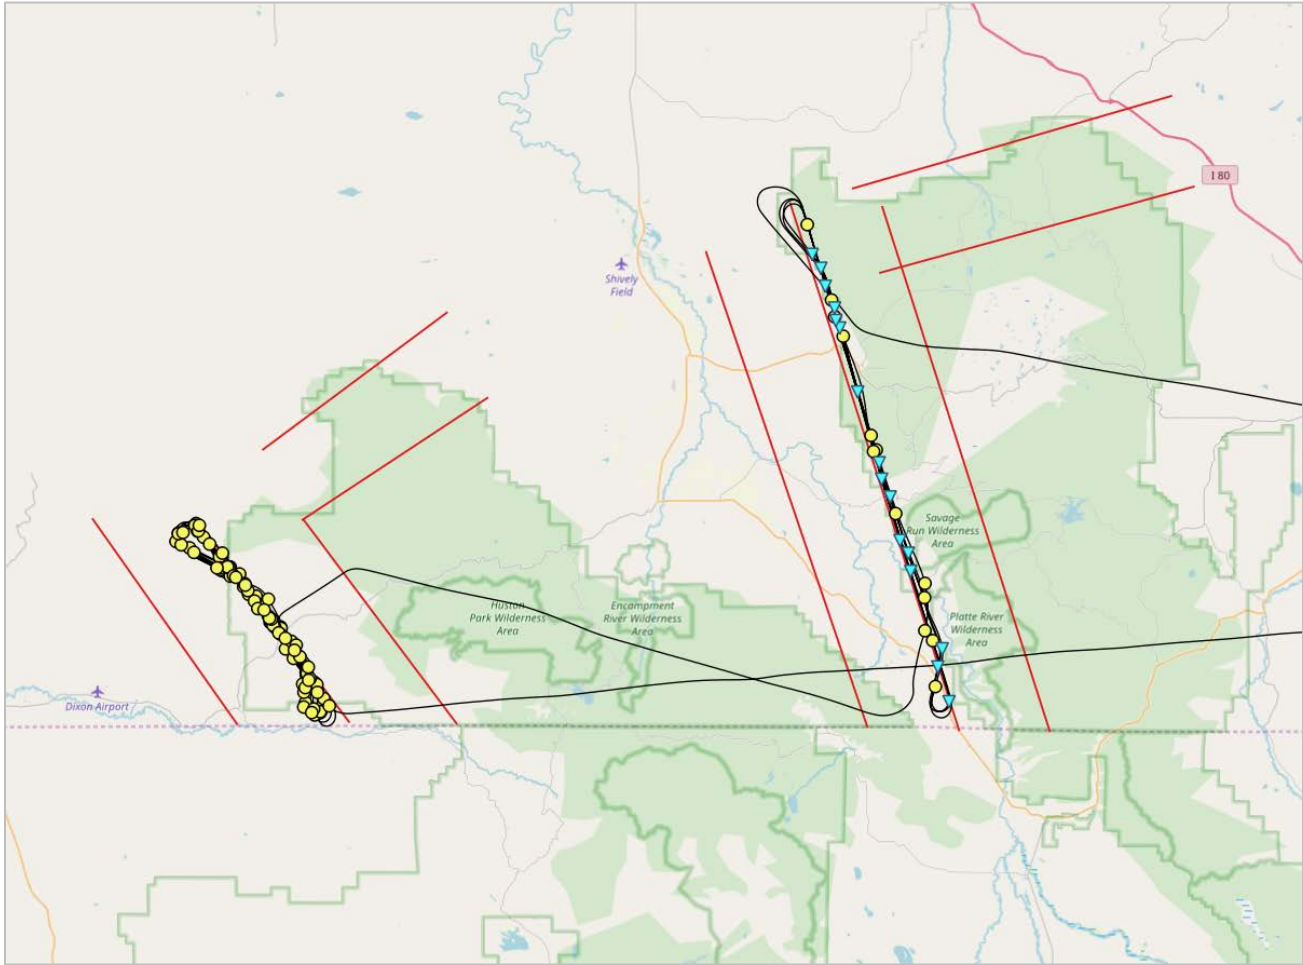 I 80
Shively
Field
Savage
Run Wilderness
Area
Huston
Park Wilderness
Area
Encampment
River Wilderness
Area
Platte River
Wilderness
Area
Dixon Airport